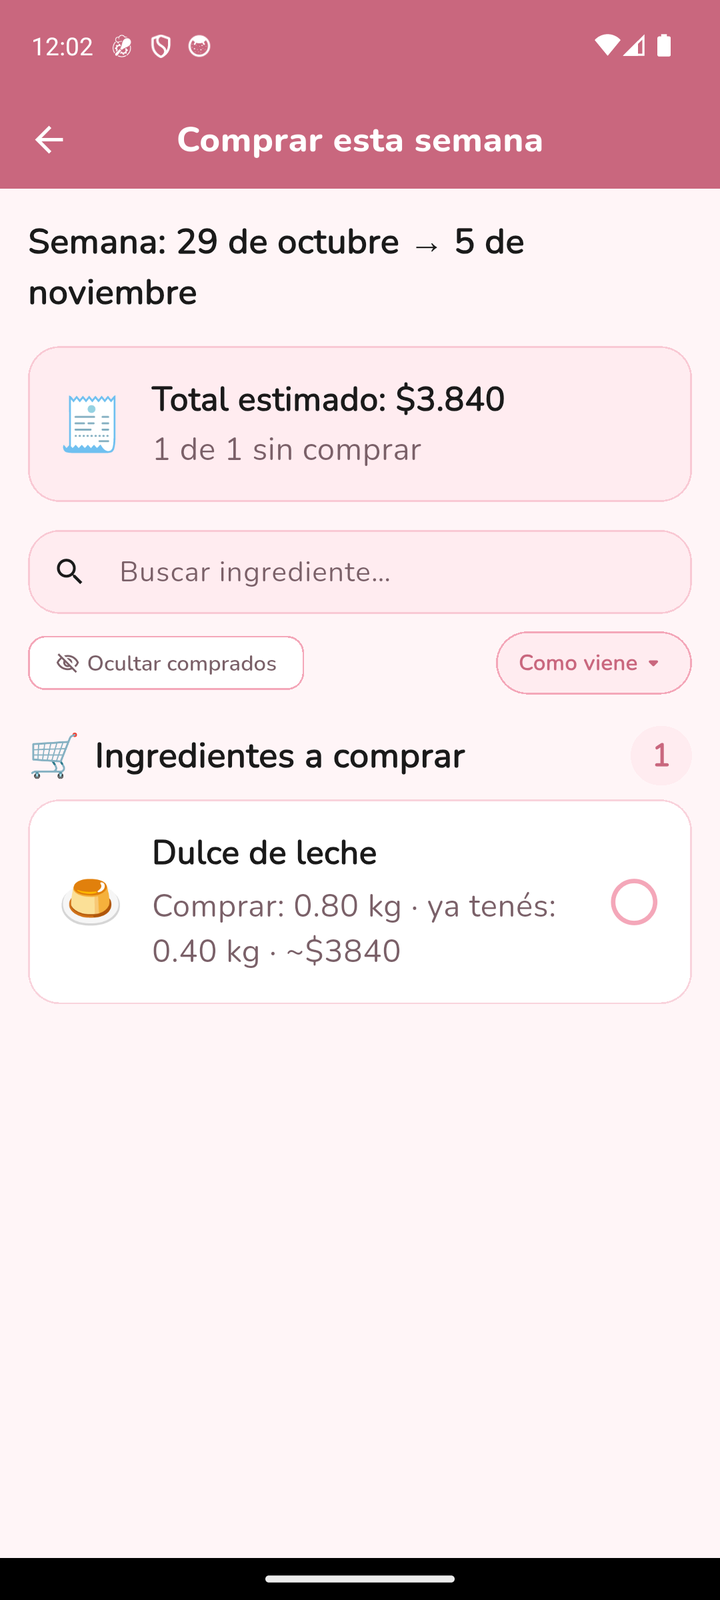 12:02
Comprar esta semana
Semana: 29 de octubre → 5 de
noviembre
Total estimado: $3.840
1 de 1 sin comprar
Buscar ingrediente...
Ocultar comprados
Como viene
Ingredientes a comprar
1
Dulce de leche
Comprar: 0.80 kg · ya tenés:
0.40 kg · ~$3840